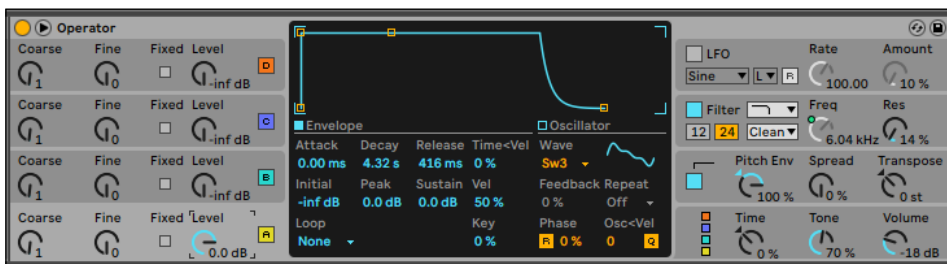 Operator
Coarse Fine Fixed Level
1 0 -inf dB D
Coarse Fine Fixed Level
1 0 -inf dB C
Coarse Fine Fixed Level
1 0 -inf dB B
Coarse Fine Fixed Level
1 0 0.0 dB A
Envelope Oscillator
Attack Decay Release Time<Vel Wave
0.00 ms 4.32 s 416 ms 0 % Sw3
Initial Peak Sustain Vel Feedback Repeat
-inf dB 0.0 dB 0.0 dB 50 % 0 % Off
Loop Key Phase Osc<Vel
None 0 % R 0 % 0 Q
LFO Rate Amount
Sine L R 100.00 10 %
Filter Freq Res
12 24 Clean 6.04 kHz 14 %
Pitch Env Spread Transpose
100 % 0 % 0 st
Time Tone Volume
0 % 70 % -18 dB